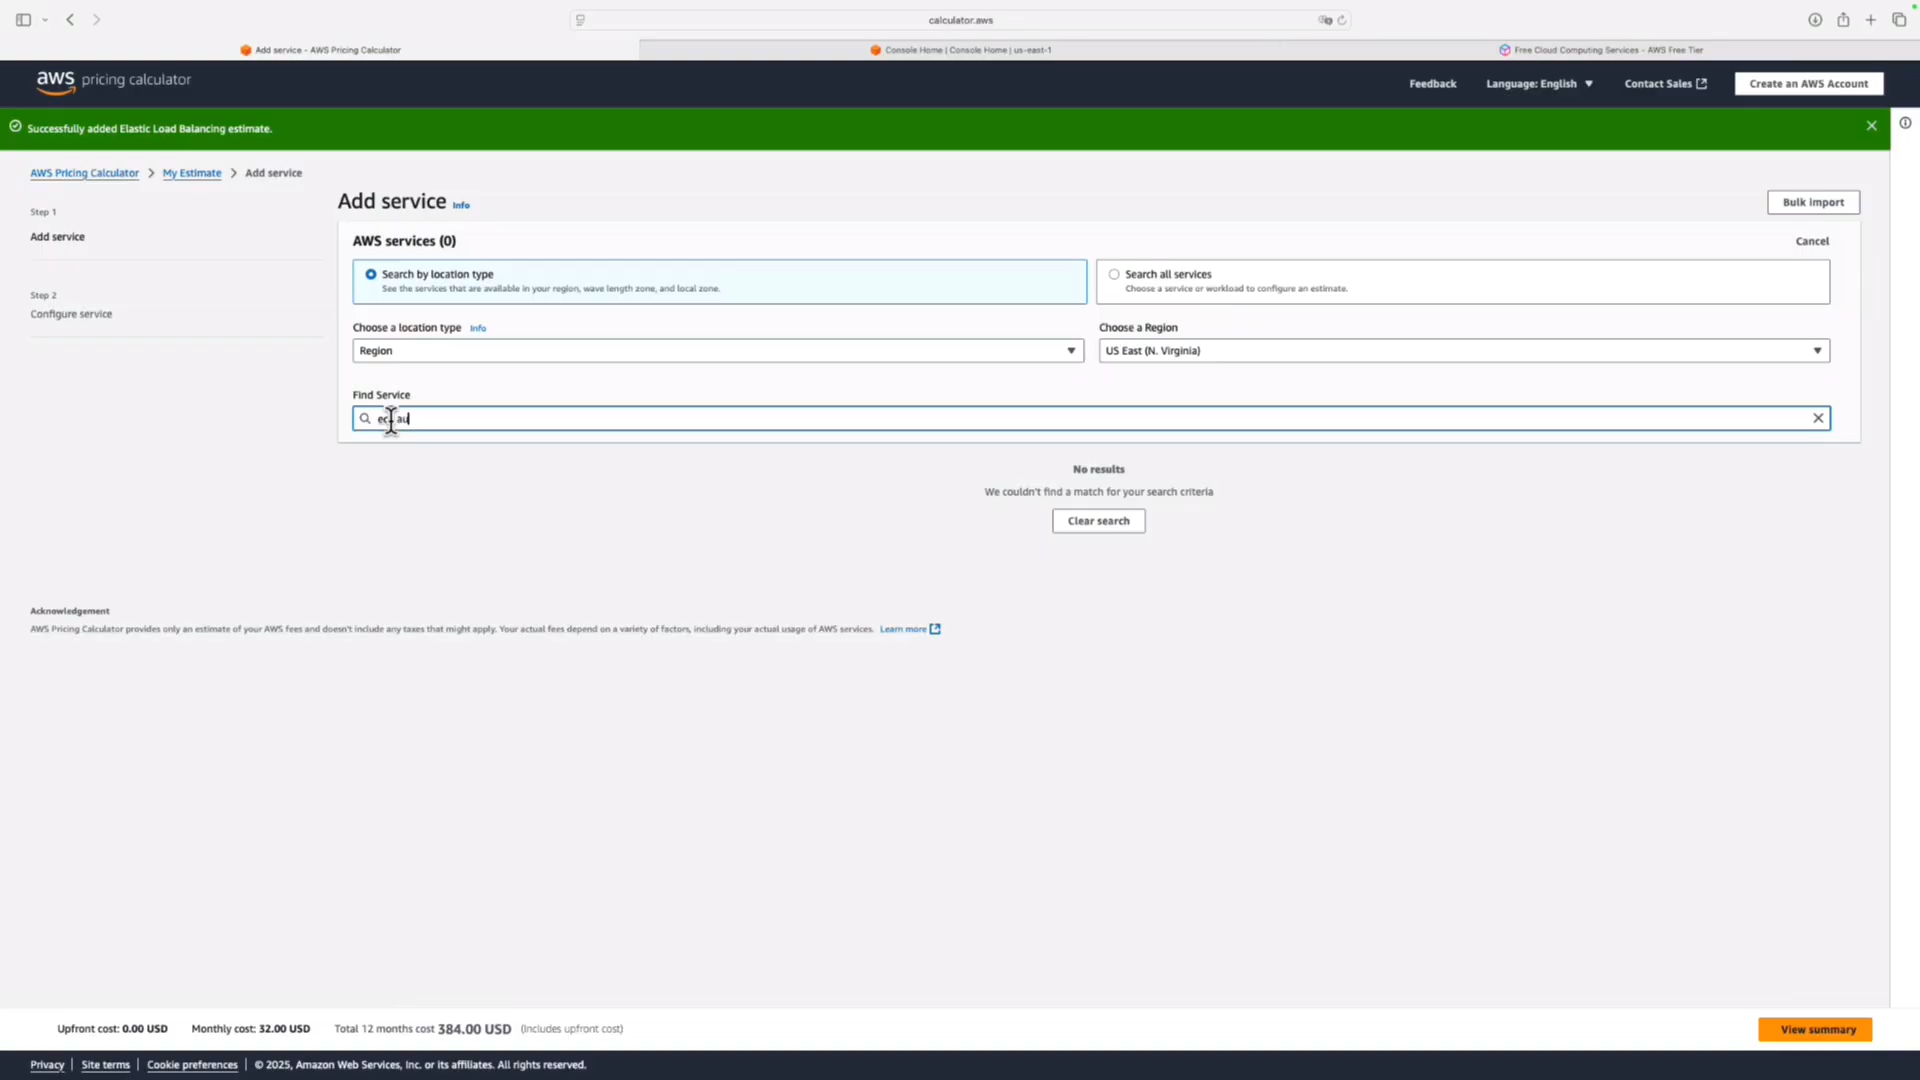 calculator.aws
Add service - AWS Pricing Calculator
Console Home | Console Home | us-east-1
Free Cloud Computing Services - AWS Free Tier
aws pricing calculator
Feedback
Language: English
Contact Sales
Create an AWS Account
Successfully added Elastic Load Balancing estimate.
AWS Pricing Calculator > My Estimate > Add service
Step 1
Add service
Step 2
Configure service
Add service Info
Bulk import
AWS services (0)
Cancel
Search by location type
See the services that are available in your region, wave length zone, and local zone.
Search all services
Choose a service or workload to configure an estimate.
Choose a location type Info
Region
Choose a Region
US East (N. Virginia)
Find Service
au
No results
We couldn't find a match for your search criteria
Clear search
Acknowledgement
AWS Pricing Calculator provides only an estimate of your AWS fees and doesn't include any taxes that might apply. Your actual fees depend on a variety of factors, including your actual usage of AWS services. Learn more
Upfront cost: 0.00 USD
Monthly cost: 32.00 USD
Total 12 months cost 384.00 USD (Includes upfront cost)
View summary
Privacy | Site terms | Cookie preferences | © 2025, Amazon Web Services, Inc. or its affiliates. All rights reserved.